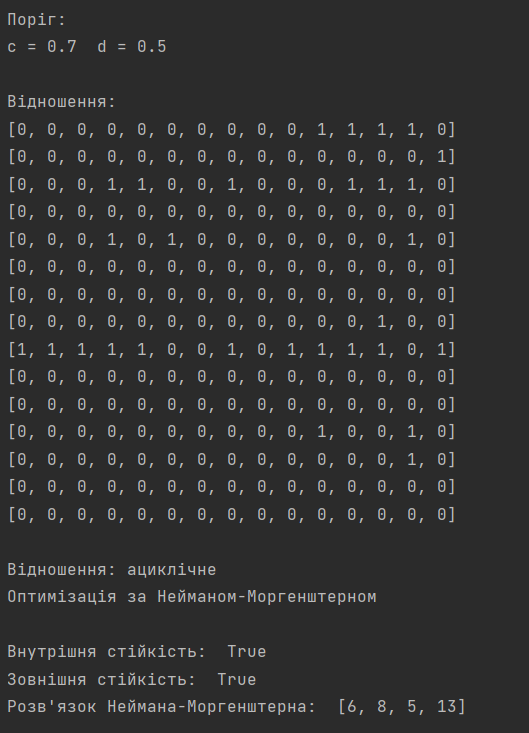 Поріг:
c = 0.7  d = 0.5
Відношення:
[0, 0, 0, 0, 0, 0, 0, 0, 0, 0, 1, 1, 1, 1, 0]
[0, 0, 0, 0, 0, 0, 0, 0, 0, 0, 0, 0, 0, 0, 1]
[0, 0, 0, 1, 1, 0, 0, 1, 0, 0, 0, 1, 1, 1, 0]
[0, 0, 0, 0, 0, 0, 0, 0, 0, 0, 0, 0, 0, 0, 0]
[0, 0, 0, 1, 0, 1, 0, 0, 0, 0, 0, 0, 0, 1, 0]
[0, 0, 0, 0, 0, 0, 0, 0, 0, 0, 0, 0, 0, 0, 0]
[0, 0, 0, 0, 0, 0, 0, 0, 0, 0, 0, 0, 0, 0, 0]
[0, 0, 0, 0, 0, 0, 0, 0, 0, 0, 0, 0, 1, 0, 0]
[1, 1, 1, 1, 1, 0, 0, 1, 0, 1, 1, 1, 1, 0, 1]
[0, 0, 0, 0, 0, 0, 0, 0, 0, 0, 0, 0, 0, 0, 0]
[0, 0, 0, 0, 0, 0, 0, 0, 0, 0, 0, 0, 0, 0, 0]
[0, 0, 0, 0, 0, 0, 0, 0, 0, 0, 1, 0, 0, 1, 0]
[0, 0, 0, 0, 0, 0, 0, 0, 0, 0, 0, 0, 0, 1, 0]
[0, 0, 0, 0, 0, 0, 0, 0, 0, 0, 0, 0, 0, 0, 0]
[0, 0, 0, 0, 0, 0, 0, 0, 0, 0, 0, 0, 0, 0, 0]
Відношення: ациклічне
Оптимізація за Нейманом-Моргенштерном
Внутрішня стійкість:  True
Зовнішня стійкість:  True
Розв'язок Неймана-Моргенштерна:  [6, 8, 5, 13]